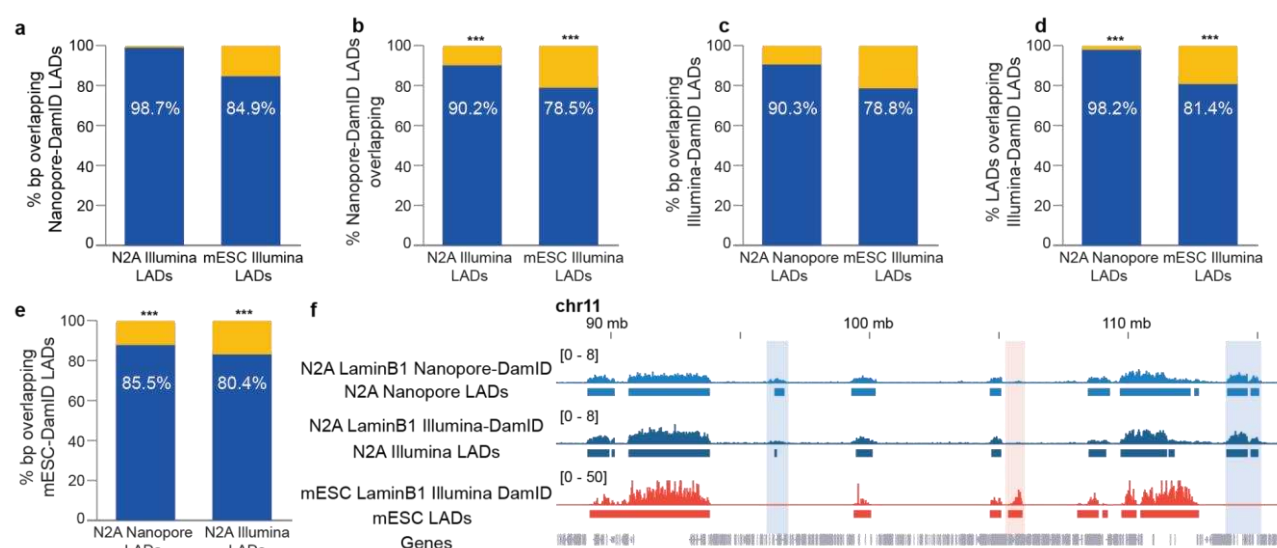 a
% bp overlapping
Nanopore-DamID LADs
100
80
60
40
20
0
98.7%
84.9%
N2A Illumina
LADs
mESC Illumina
LADs
b
% Nanopore-DamID LADs
overlapping
100
80
60
40
20
0
***
***
90.2%
78.5%
N2A Illumina
LADs
mESC Illumina
LADs
c
% bp overlapping
Illumina-DamID LADs
100
80
60
40
20
0
90.3%
78.8%
N2A Nanopore
LADs
mESC Illumina
LADs
d
% LADs overlapping
Illumina-DamID LADs
100
80
60
40
20
0
***
***
98.2%
81.4%
N2A Nanopore
LADs
mESC Illumina
LADs
e
% bp overlapping
mESC-DamID LADs
100
80
60
40
20
0
***
***
85.5%
80.4%
N2A Nanopore
LADs
N2A Illumina
LADs
f
chr11
90 mb
100 mb
110 mb
[0 - 8]
N2A LaminB1 Nanopore-DamID
N2A Nanopore LADs
[0 - 8]
N2A LaminB1 Illumina-DamID
N2A Illumina LADs
[0 - 50]
mESC LaminB1 Illumina DamID
mESC LADs
Genes